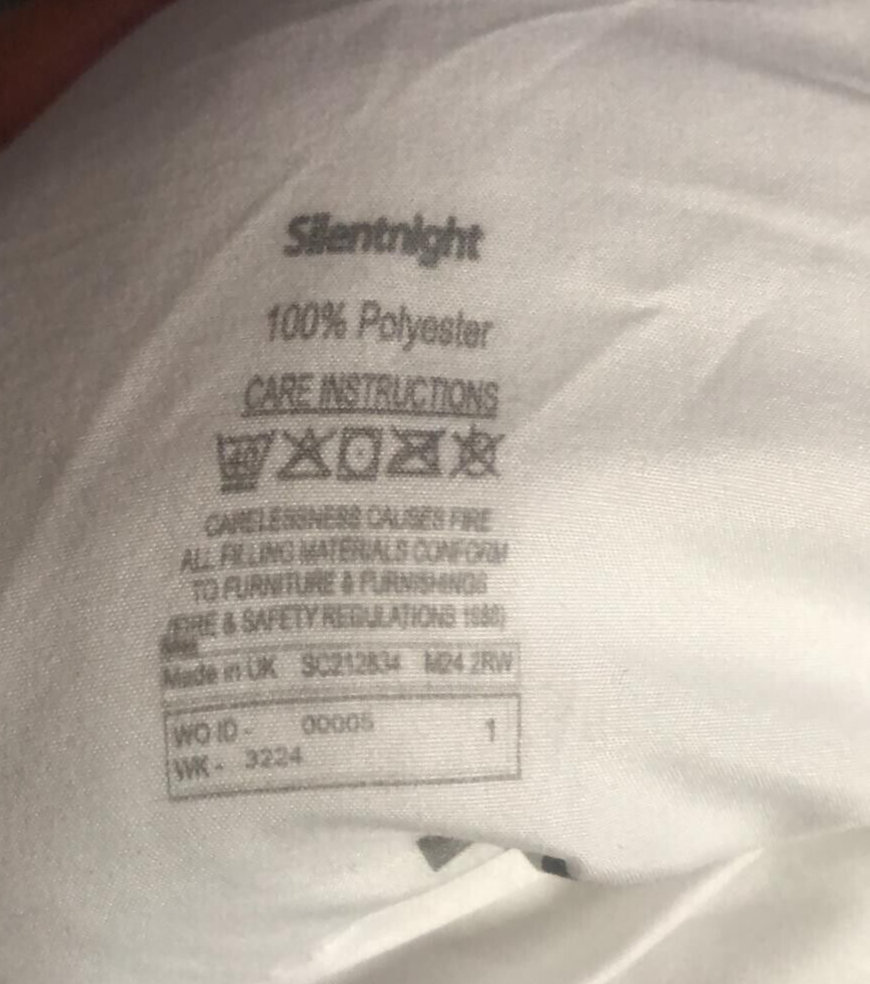 Silentnight
100% Polyester
CARE INSTRUCTIONS
40
CARELESSNESS CAUSES FIRE
ALL FILLING MATERIALS CONFORM
TO FURNITURE & FURNISHINGS
(FIRE & SAFETY REGULATIONS 1988)
Made in UK SC212834 M24 2RW
WO ID - 00005 1
WK - 3224